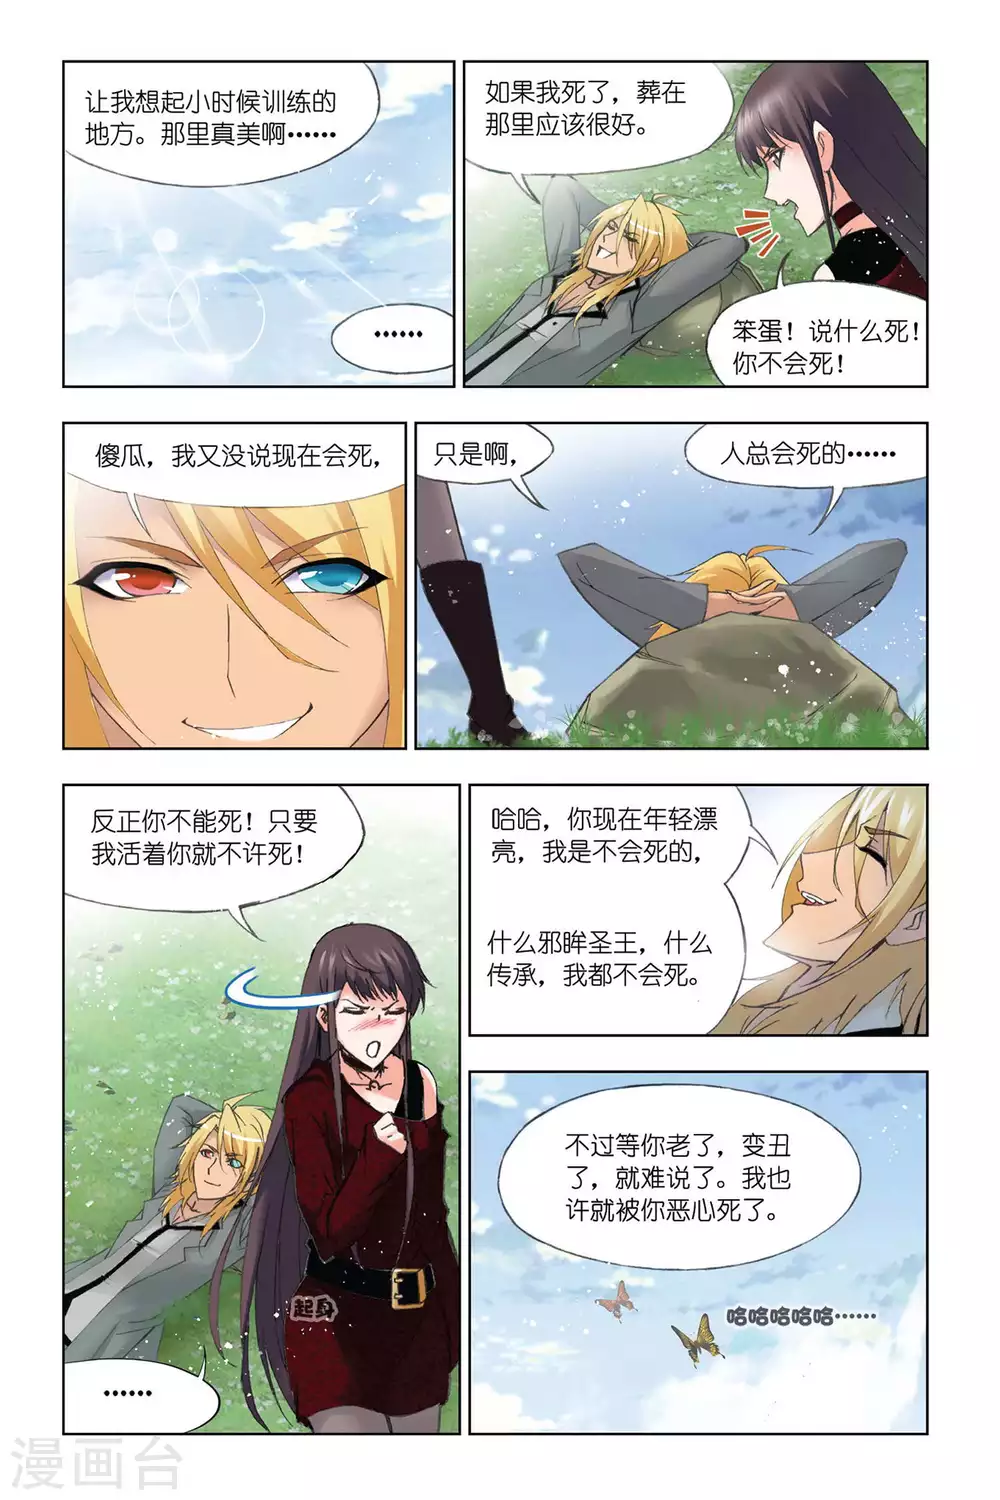 让我想起小时候训练的
地方。那里真美啊……
……
如果我死了，葬在
那里应该很好。
笨蛋！说什么死！
你不会死！
傻瓜，我又没说现在会死，
只是啊，
人总会死的……
反正你不能死！只要
我活着你就不许死！
起身
……
哈哈，你现在年轻漂
亮，我是不会死的，
什么邪眸圣王，什么
传承，我都不会死。
不过等你老了，变丑
了，就难说了。我也
许就被你恶心死了。
哈哈哈哈哈……
漫画台